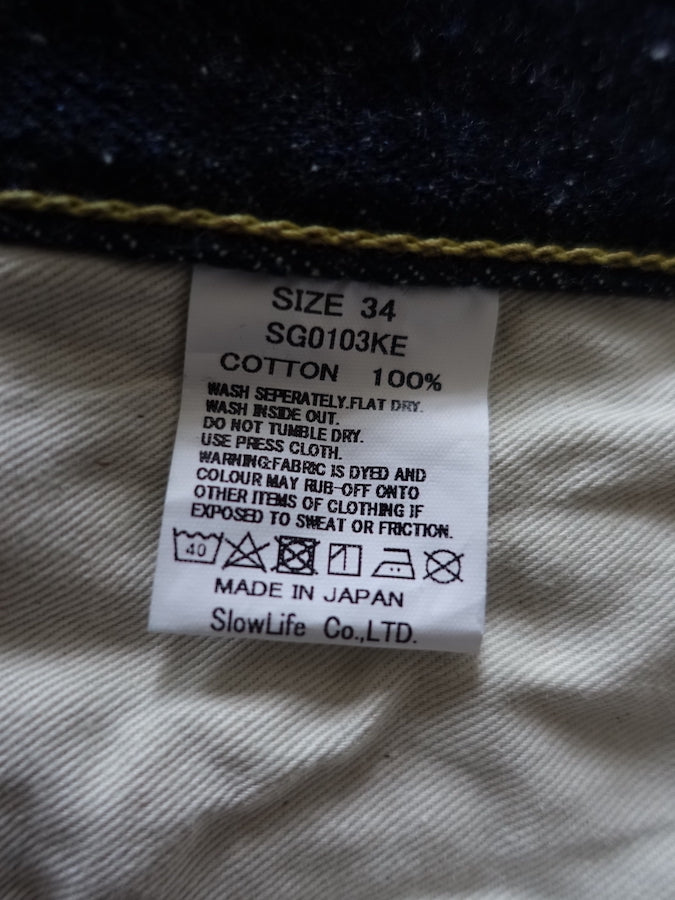 SIZE 34
SG0103KE
COTTON 100%
WASH SEPERATELY.FLAT DRY.
WASH INSIDE OUT.
DO NOT TUMBLE DRY.
USE PRESS CLOTH.
WARNING:FABRIC IS DYED AND
COLOUR MAY RUB-OFF ONTO
OTHER ITEMS OF CLOTHING IF
EXPOSED TO SWEAT OR FRICTION.
40
MADE IN JAPAN
SlowLife Co.,LTD.